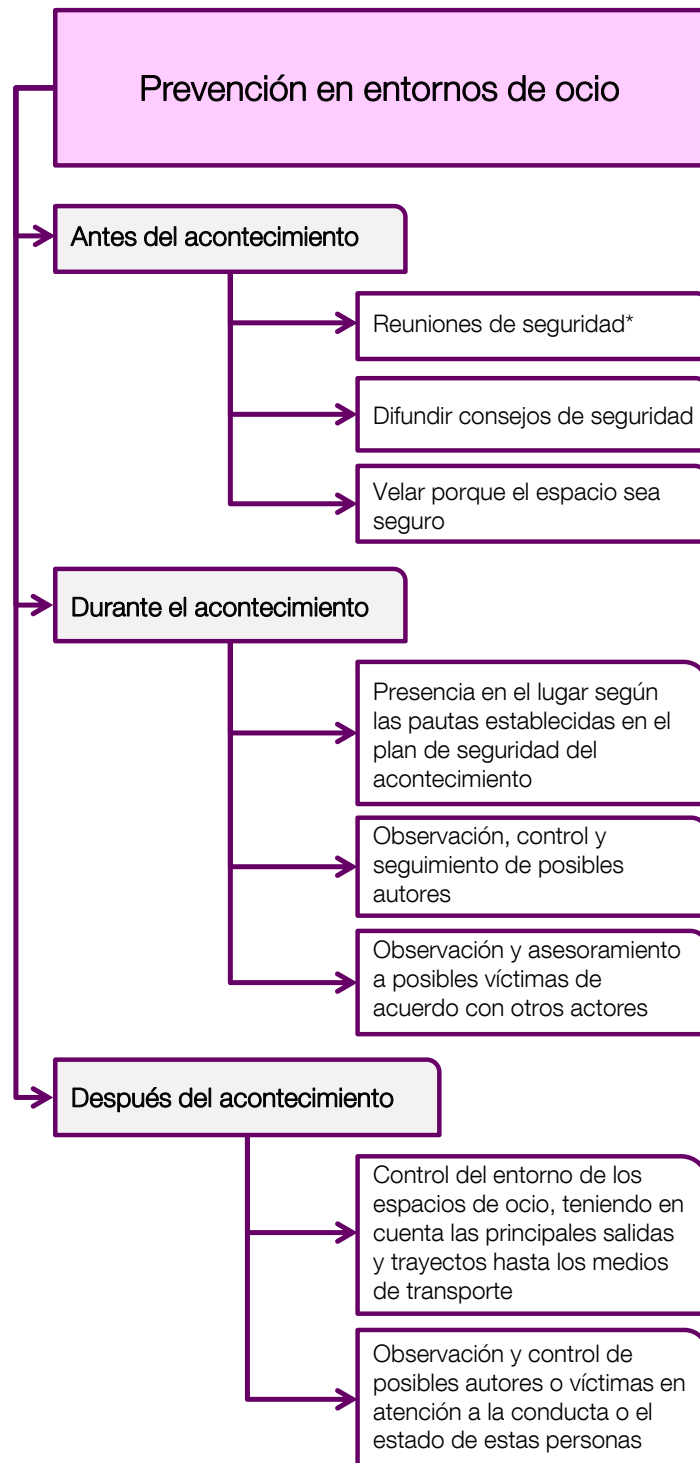 Prevención en entornos de ocio
Antes del acontecimiento
Reuniones de seguridad*
Difundir consejos de seguridad
Velar porque el espacio sea
seguro
Durante el acontecimiento
Presencia en el lugar según
las pautas establecidas en el
plan de seguridad del
acontecimiento
Observación, control y
seguimiento de posibles
autores
Observación y asesoramiento
a posibles víctimas de
acuerdo con otros actores
Después del acontecimiento
Control del entorno de los
espacios de ocio, teniendo en
cuenta las principales salidas
y trayectos hasta los medios
de transporte
Observación y control de
posibles autores o víctimas en
atención a la conducta o el
estado de estas personas